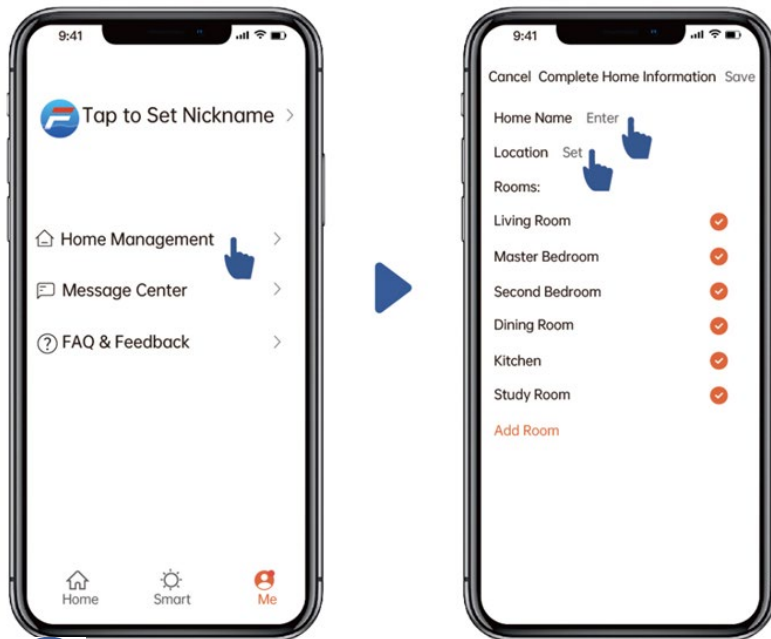 9:41
Tap to Set Nickname
Home Management
Message Center
FAQ & Feedback
Home Smart Me
9:41
Cancel Complete Home Information Save
Home Name Enter
Location Set
Rooms:
Living Room
Master Bedroom
Second Bedroom
Dining Room
Kitchen
Study Room
Add Room